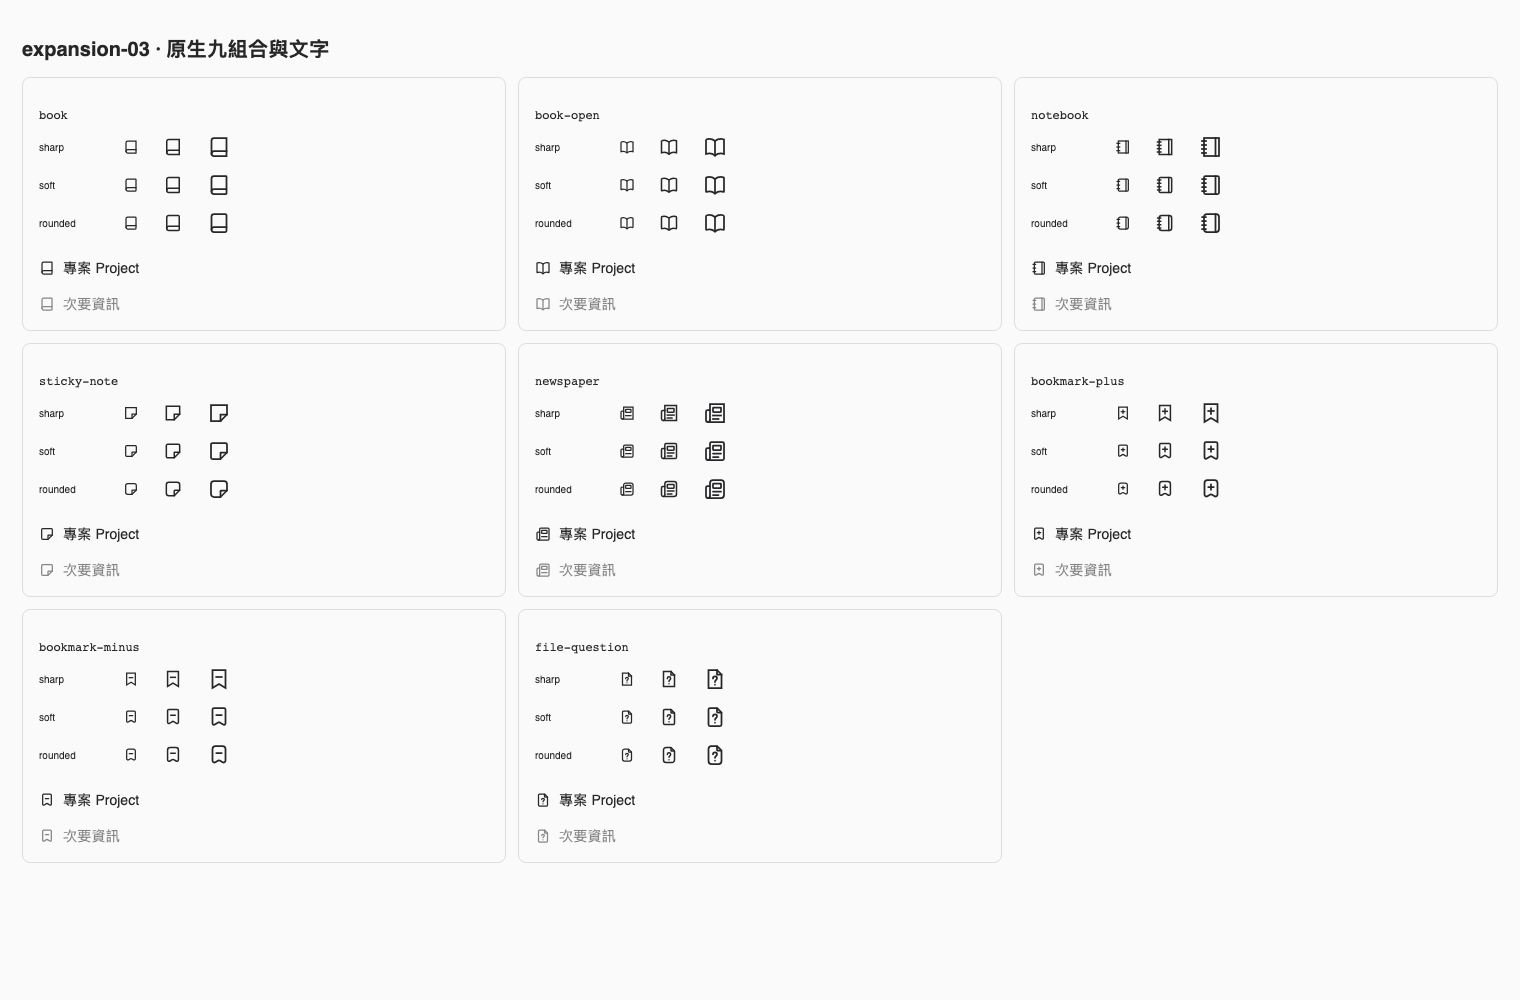 expansion-03 · 原生九組合與文字
book
sharp
soft
rounded
專案 Project
次要資訊
book-open
sharp
soft
rounded
專案 Project
次要資訊
notebook
sharp
soft
rounded
專案 Project
次要資訊
sticky-note
sharp
soft
rounded
專案 Project
次要資訊
newspaper
sharp
soft
rounded
專案 Project
次要資訊
bookmark-plus
sharp
soft
rounded
專案 Project
次要資訊
bookmark-minus
sharp
soft
rounded
專案 Project
次要資訊
file-question
sharp
soft
rounded
專案 Project
次要資訊